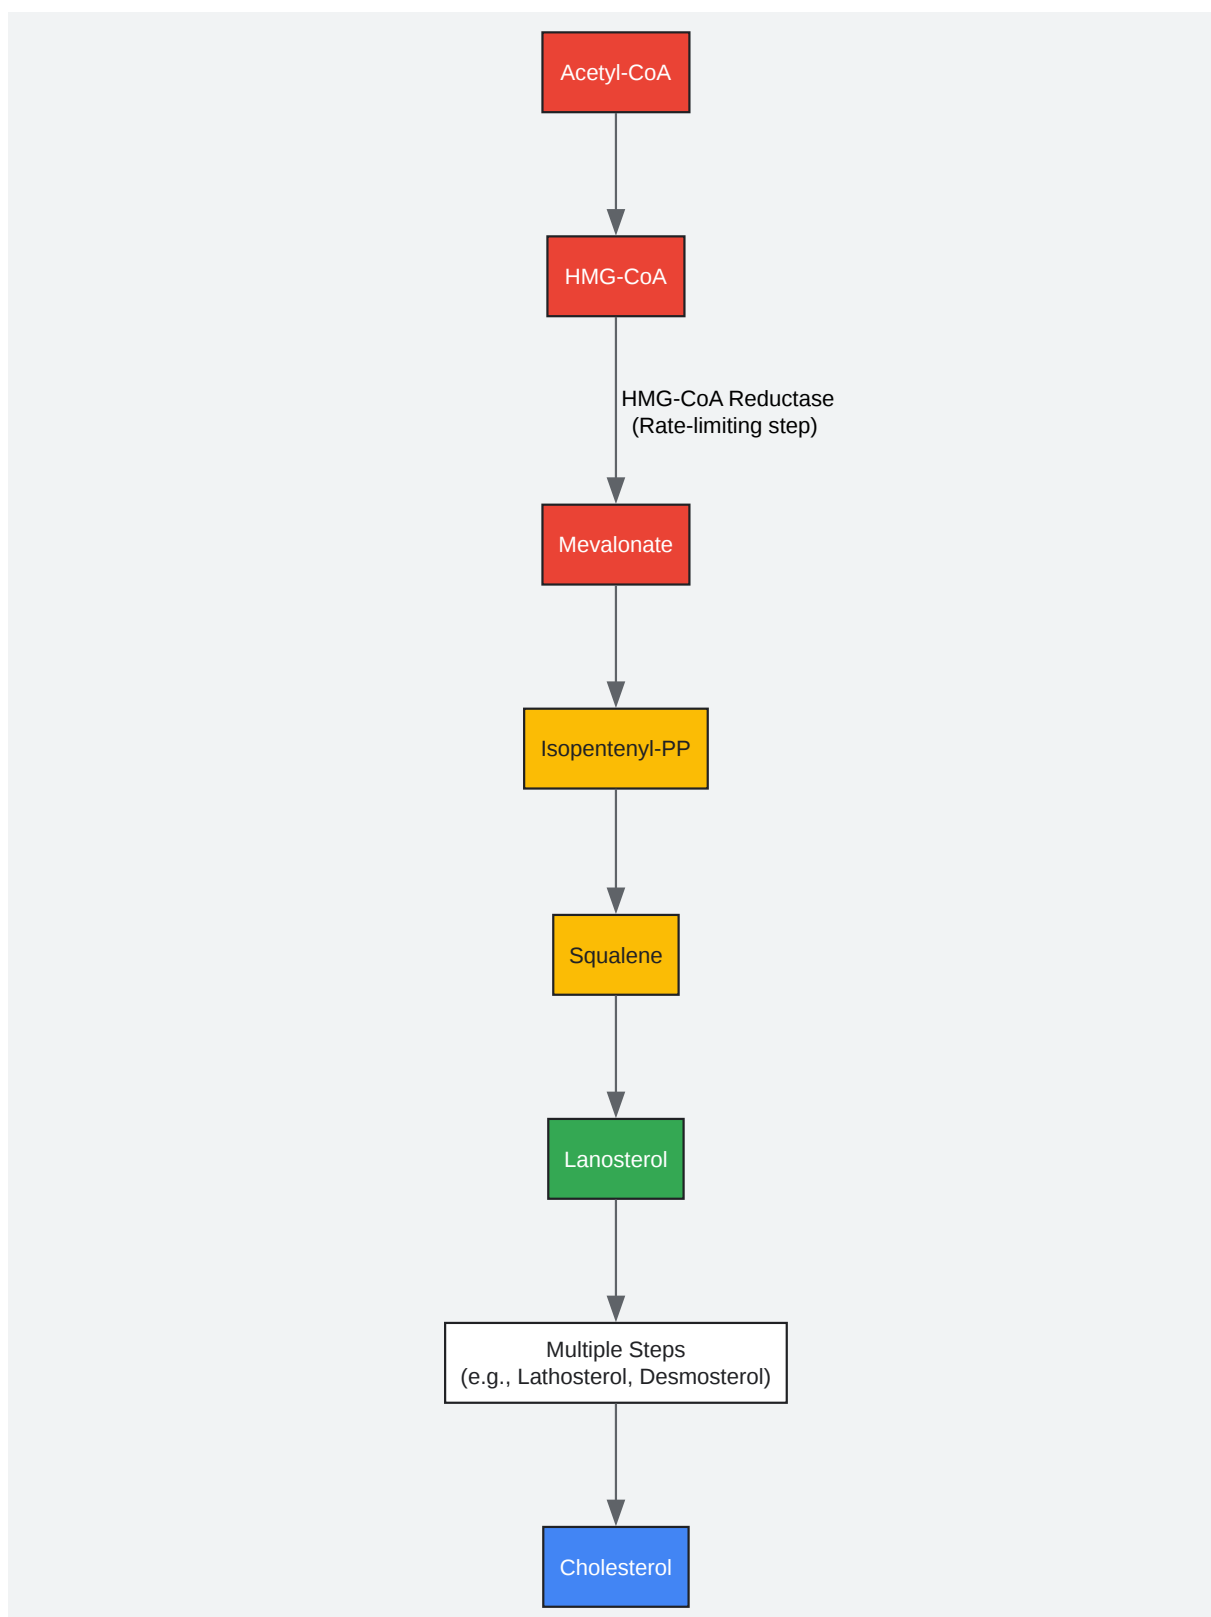 Acetyl-CoA
HMG-CoA
HMG-CoA Reductase
(Rate-limiting step)
Mevalonate
Isopentenyl-PP
Squalene
Lanosterol
Multiple Steps
(e.g., Lathosterol, Desmosterol)
Cholesterol